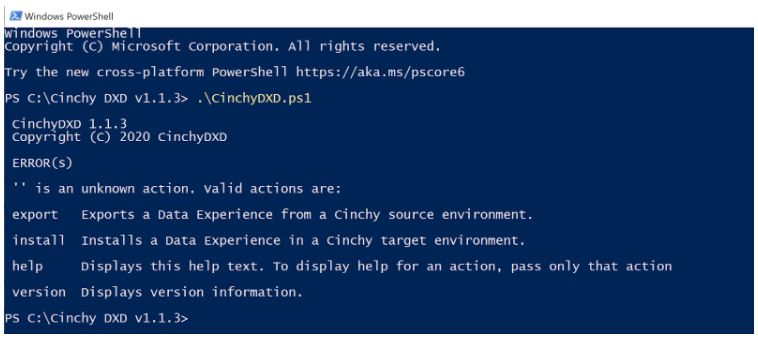 Windows PowerShell
Windows PowerShell
Copyright (C) Microsoft Corporation. All rights reserved.
Try the new cross-platform PowerShell https://aka.ms/pscore6
PS C:\Cinchy DXD v1.1.3> .\CinchyDXD.ps1
CinchyDXD 1.1.3
Copyright (C) 2020 CinchyDXD
ERROR(s)
'' is an unknown action. Valid actions are:
export Exports a Data Experience from a Cinchy source environment.
install Installs a Data Experience in a Cinchy target environment.
help Displays this help text. To display help for an action, pass only that action
version Displays version information.
PS C:\Cinchy DXD v1.1.3>